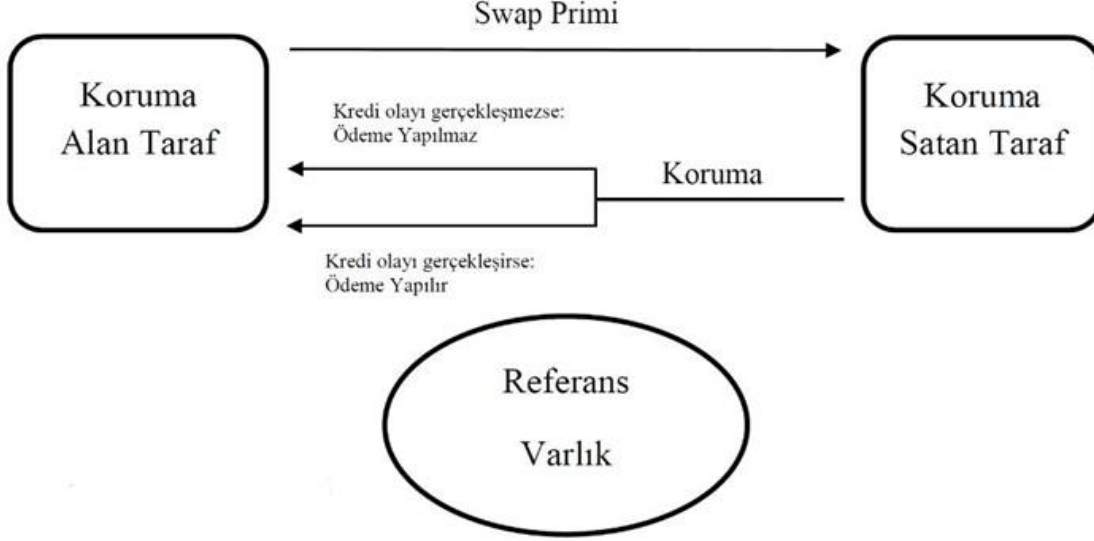 Swap Primi
Koruma
Alan Taraf
Kredi olayı gerçekleşmezse:
Ödeme Yapılmaz
Koruma
Koruma
Satan Taraf
Kredi olayı gerçekleşirse:
Ödeme Yapılır
Referans
Varlık